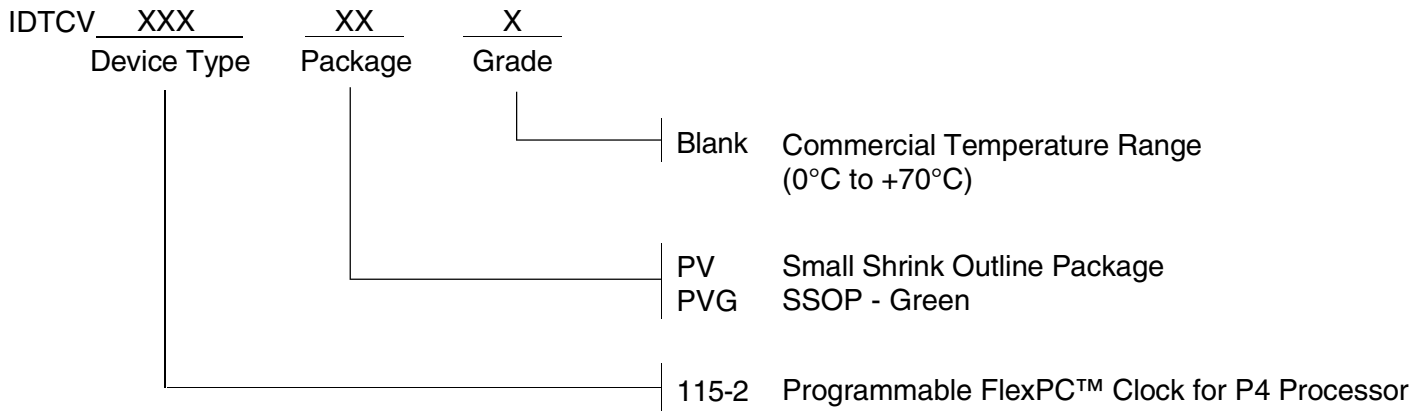 IDTCV XXX XX X
Device Type Package Grade
Blank Commercial Temperature Range
(0°C to +70°C)
PV Small Shrink Outline Package
PVG SSOP - Green
115-2 Programmable FlexPC™ Clock for P4 Processor